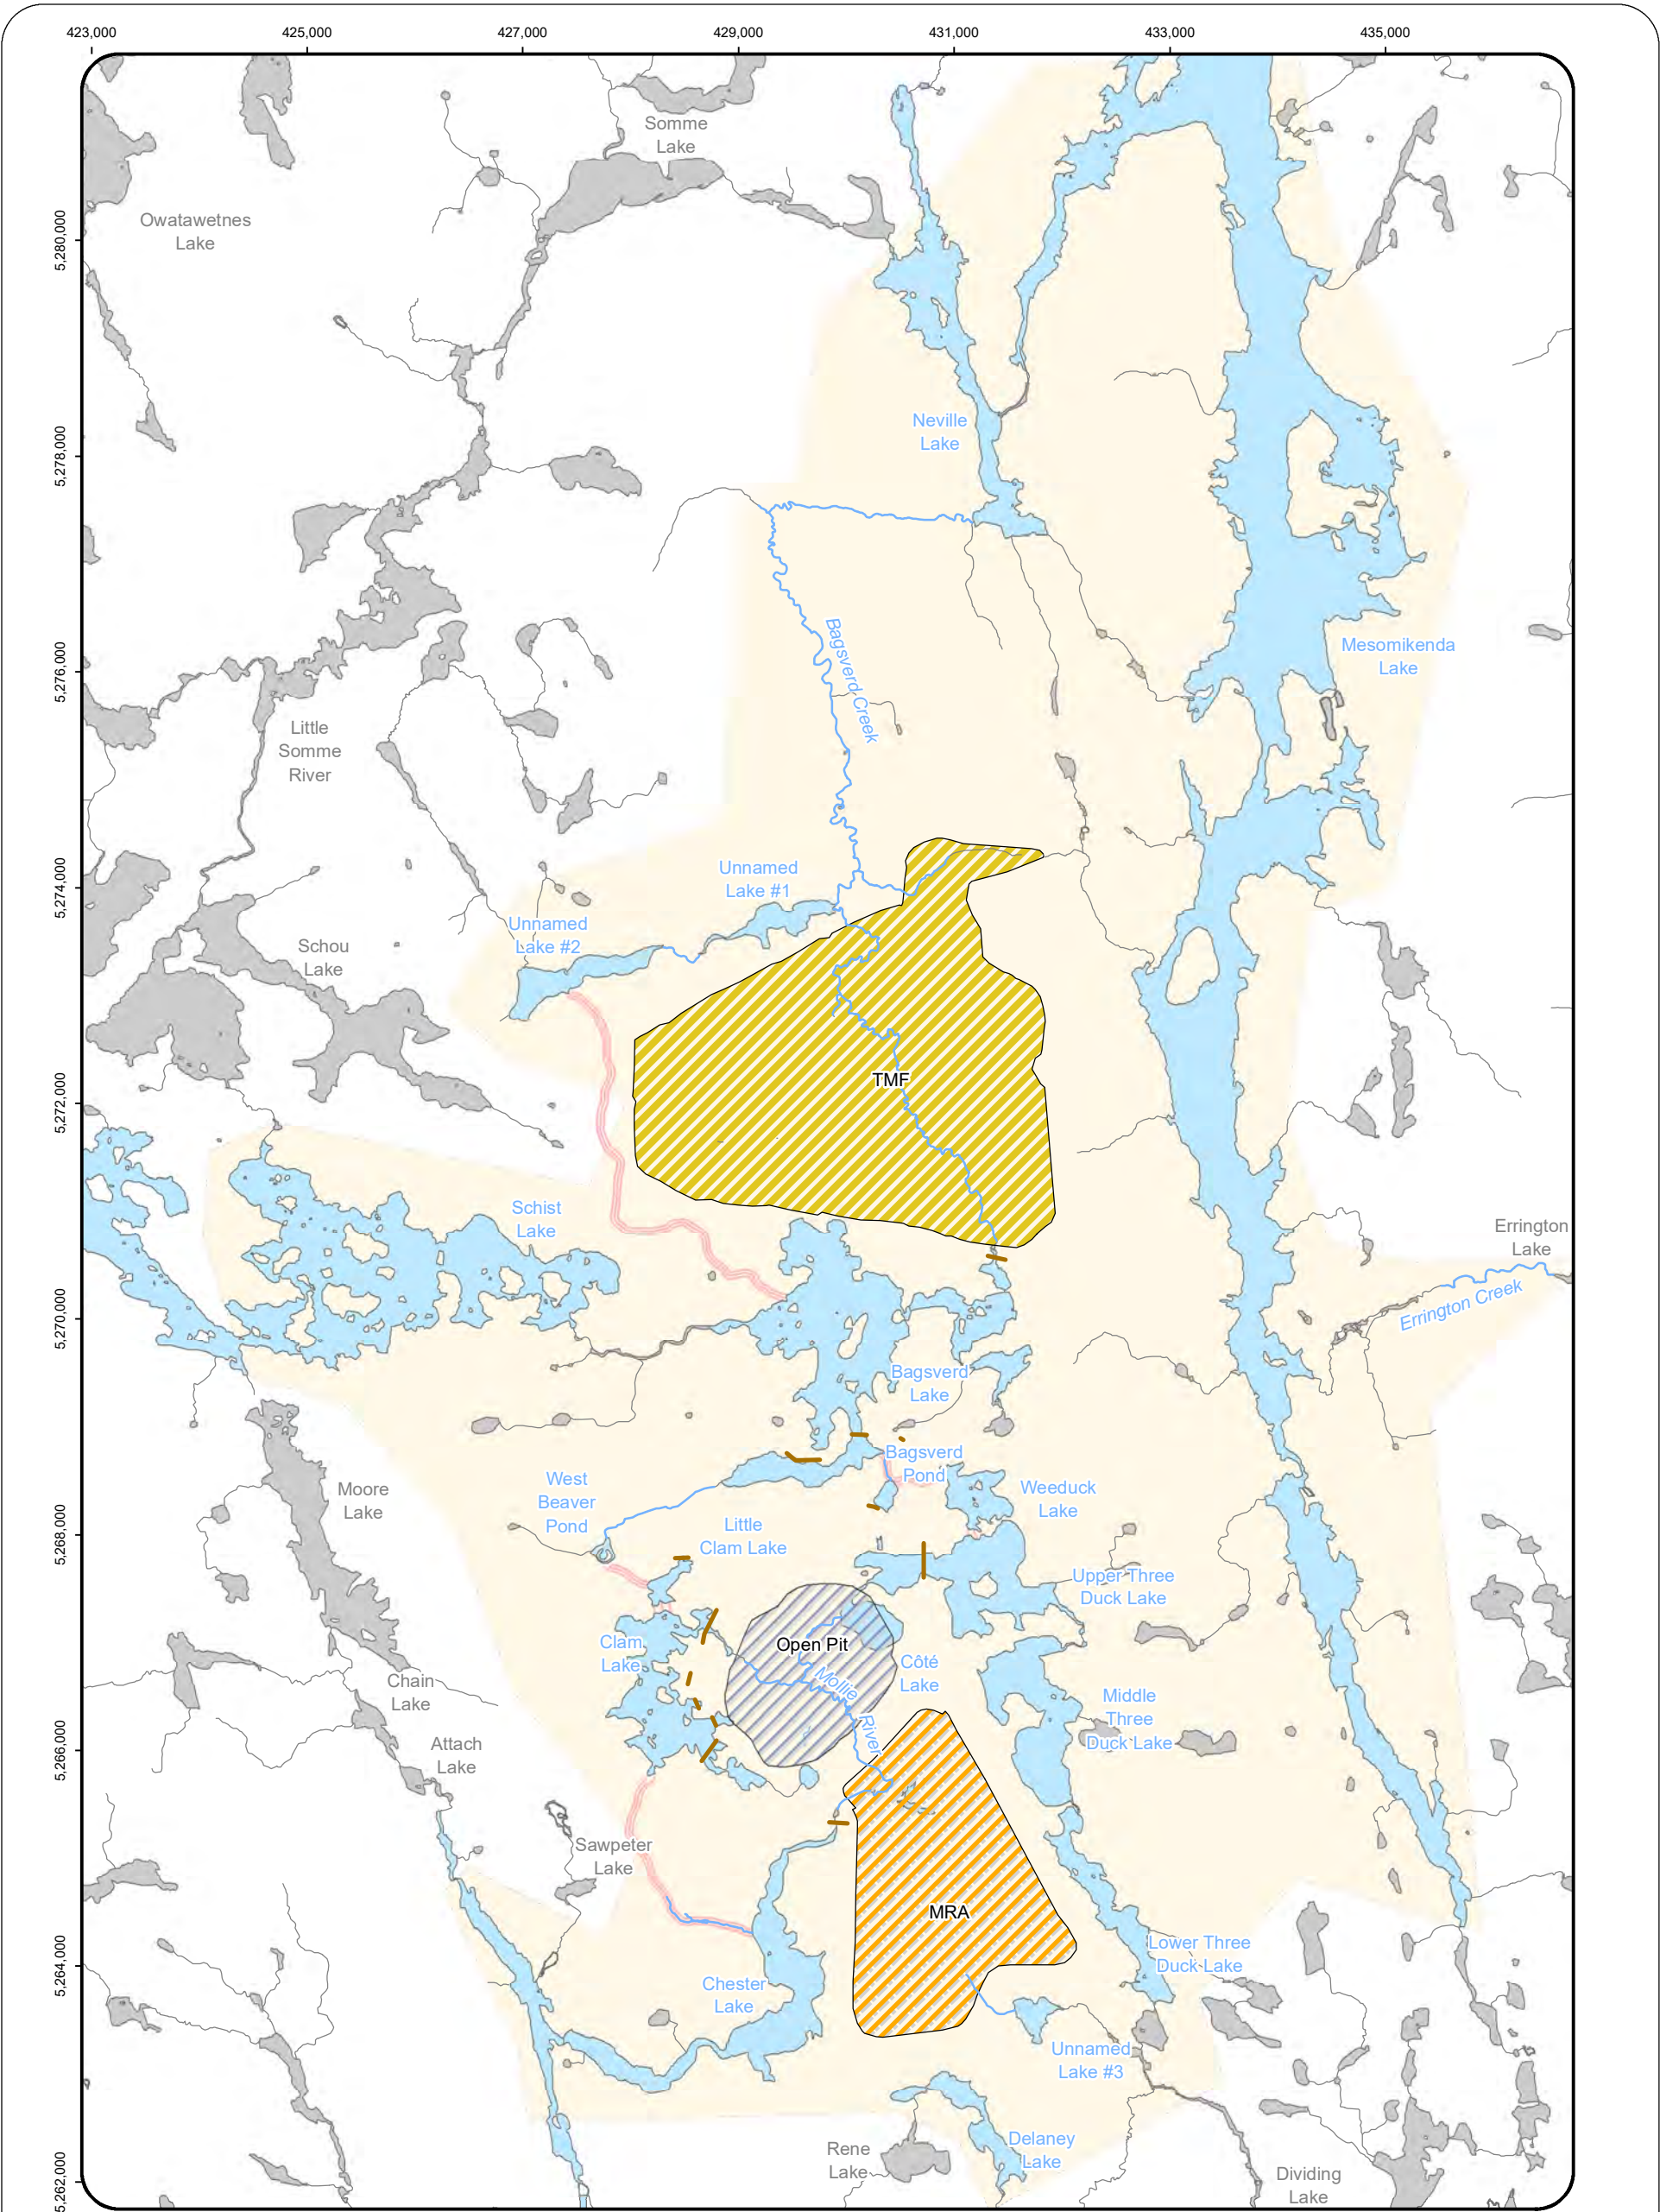 423,000
425,000
427,000
429,000
431,000
433,000
435,000
Somme
Lake
Owatawetnes
Lake
5,280,000
Neville
Lake
5,278,000
Bagsverd Creek
Mesomikenda
Lake
5,276,000
Little
Somme
River
Unnamed
Lake #1
5,274,000
Unnamed
Lake #2
Schou
Lake
TMF
5,272,000
Schist
Lake
Errington
Lake
Errington Creek
5,270,000
Bagsverd
Lake
Bagsverd
Pond
West
Beaver
Pond
Moore
Lake
Weeduck
Lake
5,268,000
Little
Clam Lake
Upper Three
Duck Lake
Open Pit
Clam
Lake
Côté
Lake
Mollie
River
Chain
Lake
Middle
Three
Duck Lake
5,266,000
Attach
Lake
Sawpeter
Lake
MRA
Lower Three
Duck Lake
5,264,000
Chester
Lake
Unnamed
Lake #3
Rene
Lake
Delaney
Lake
Dividing
Lake
5,262,000